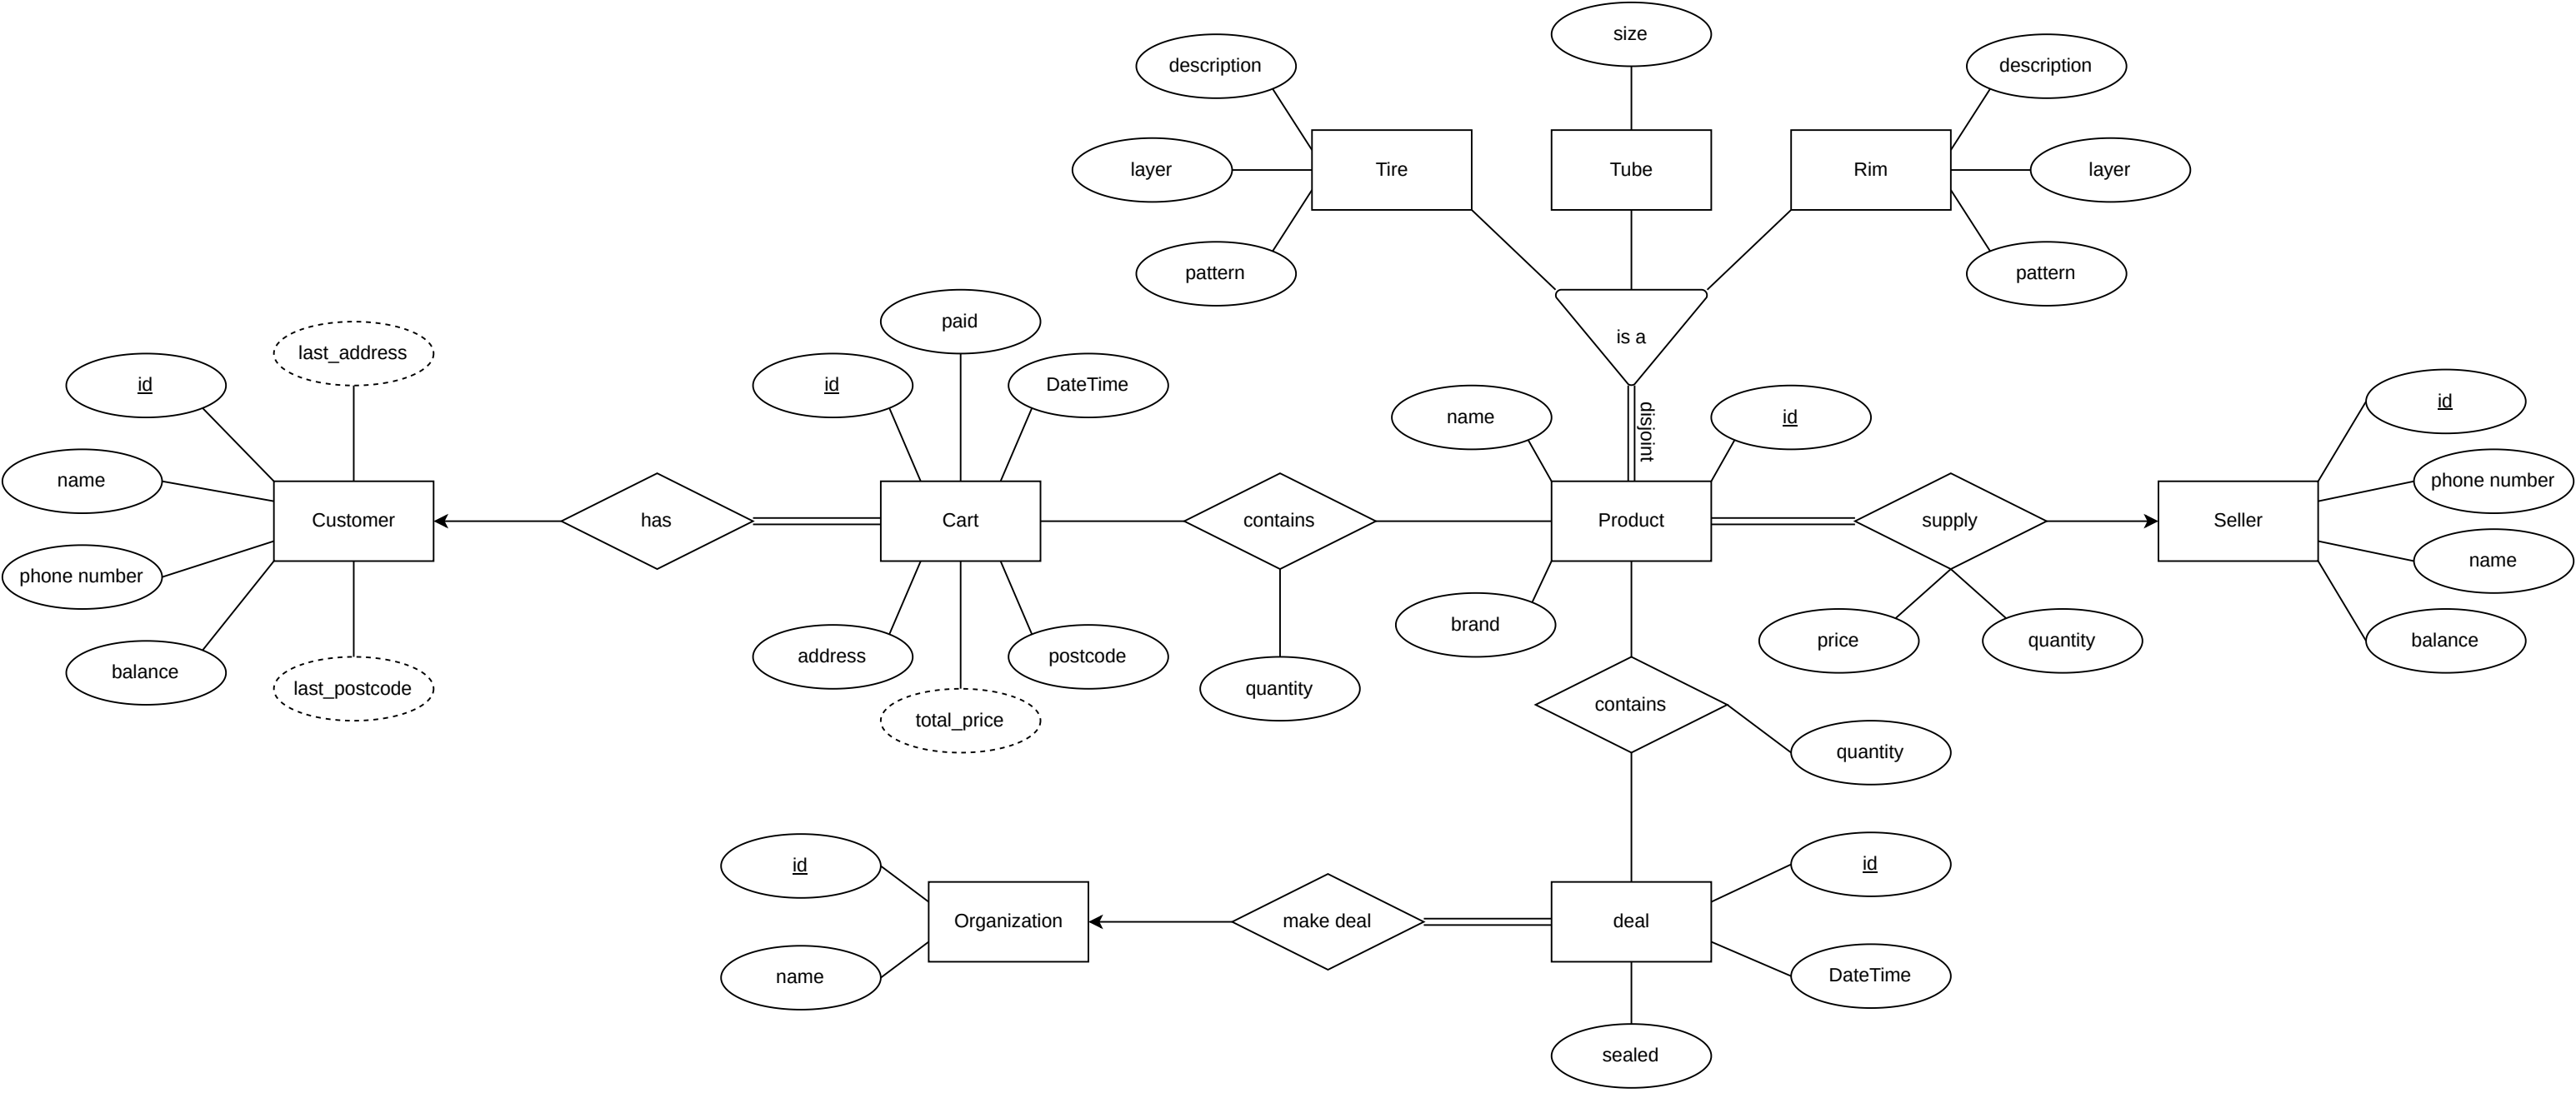 size
description
description
layer
Tire
Tube
Rim
layer
pattern
pattern
is a
paid
last_address
id
id
DateTime
name
disjoint
id
id
name
phone number
Customer
has
Cart
contains
Product
supply
Seller
name
phone number
balance
last_postcode
address
total_price
postcode
quantity
brand
price
quantity
balance
contains
quantity
id
name
Organization
make deal
deal
id
DateTime
sealed